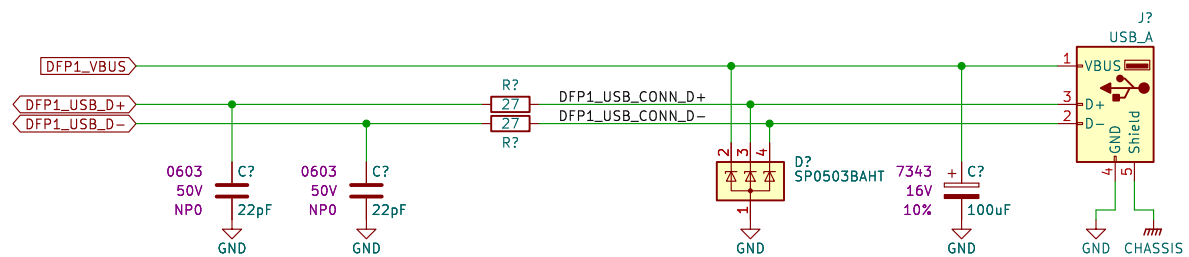 J?
USB_A
DFP1_VBUS
1
VBUS
R?
DFP1_USB_D+
27
DFP1_USB_CONN_D+
3
D+
DFP1_USB_D-
27
DFP1_USB_CONN_D-
2
D-
R?
GND
Shield
2
3
4
4
5
0603
C?
50V
NP0
22pF
0603
C?
50V
NP0
22pF
D?
SP0503BAHT
1
7343
+
C?
16V
10%
100uF
GND
GND
GND
GND
GND
CHASSIS